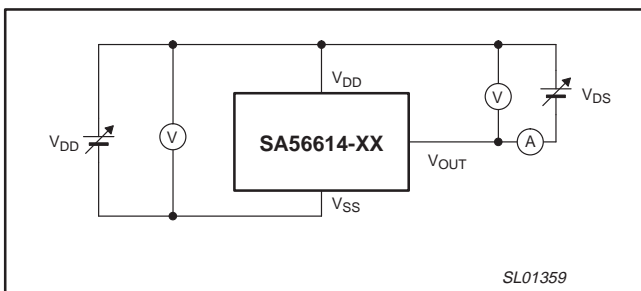 V
VDD
V
VDS
VDD
V
SA56614-XX
A
VOUT
VSS
SL01359